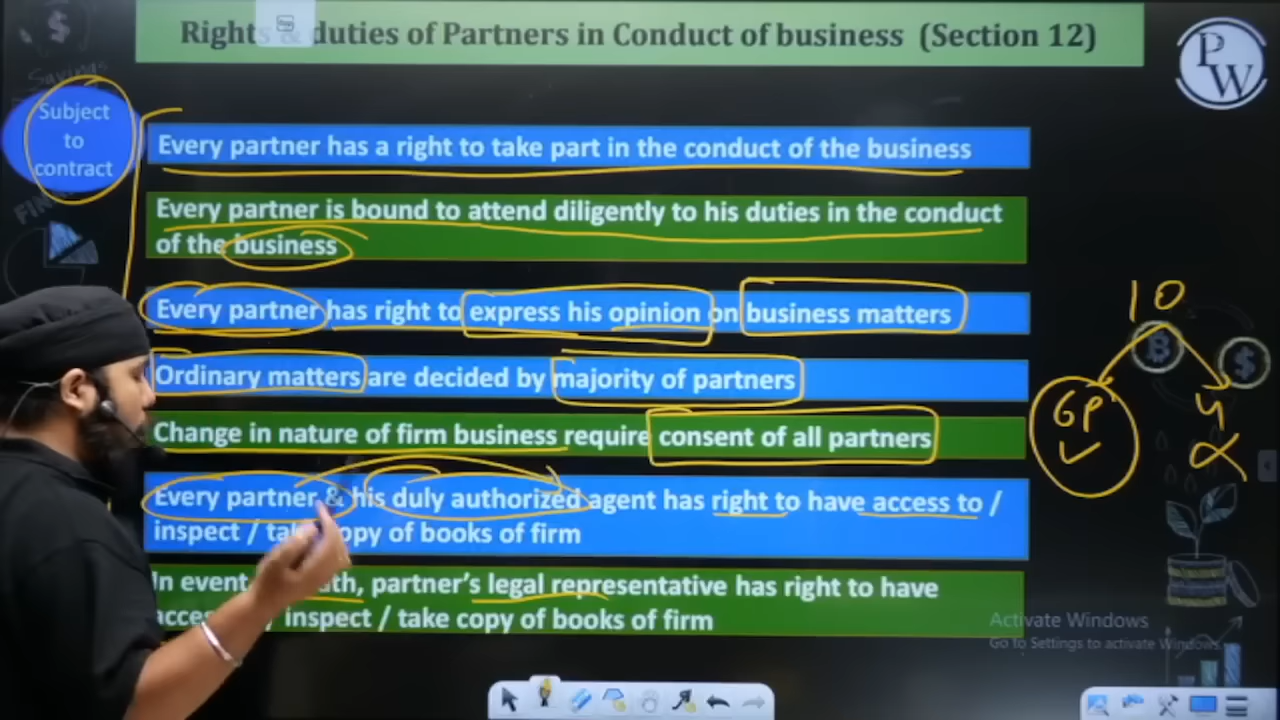 Rights & duties of Partners in Conduct of business (Section 12)
P
W
Savings
Subject
to
contract
Every partner has a right to take part in the conduct of the business
Every partner is bound to attend diligently to his duties in the conduct
of the business
Every partner has right to express his opinion on business matters
Ordinary matters are decided by majority of partners
Change in nature of firm business require consent of all partners
Every partner & his duly authorized agent has right to have access to /
inspect / take copy of books of firm
In event death, partner's legal representative has right to have
inspect / take copy of books of firm
10
6P
4
Activate Windows
Go to Settings to activate Windows.